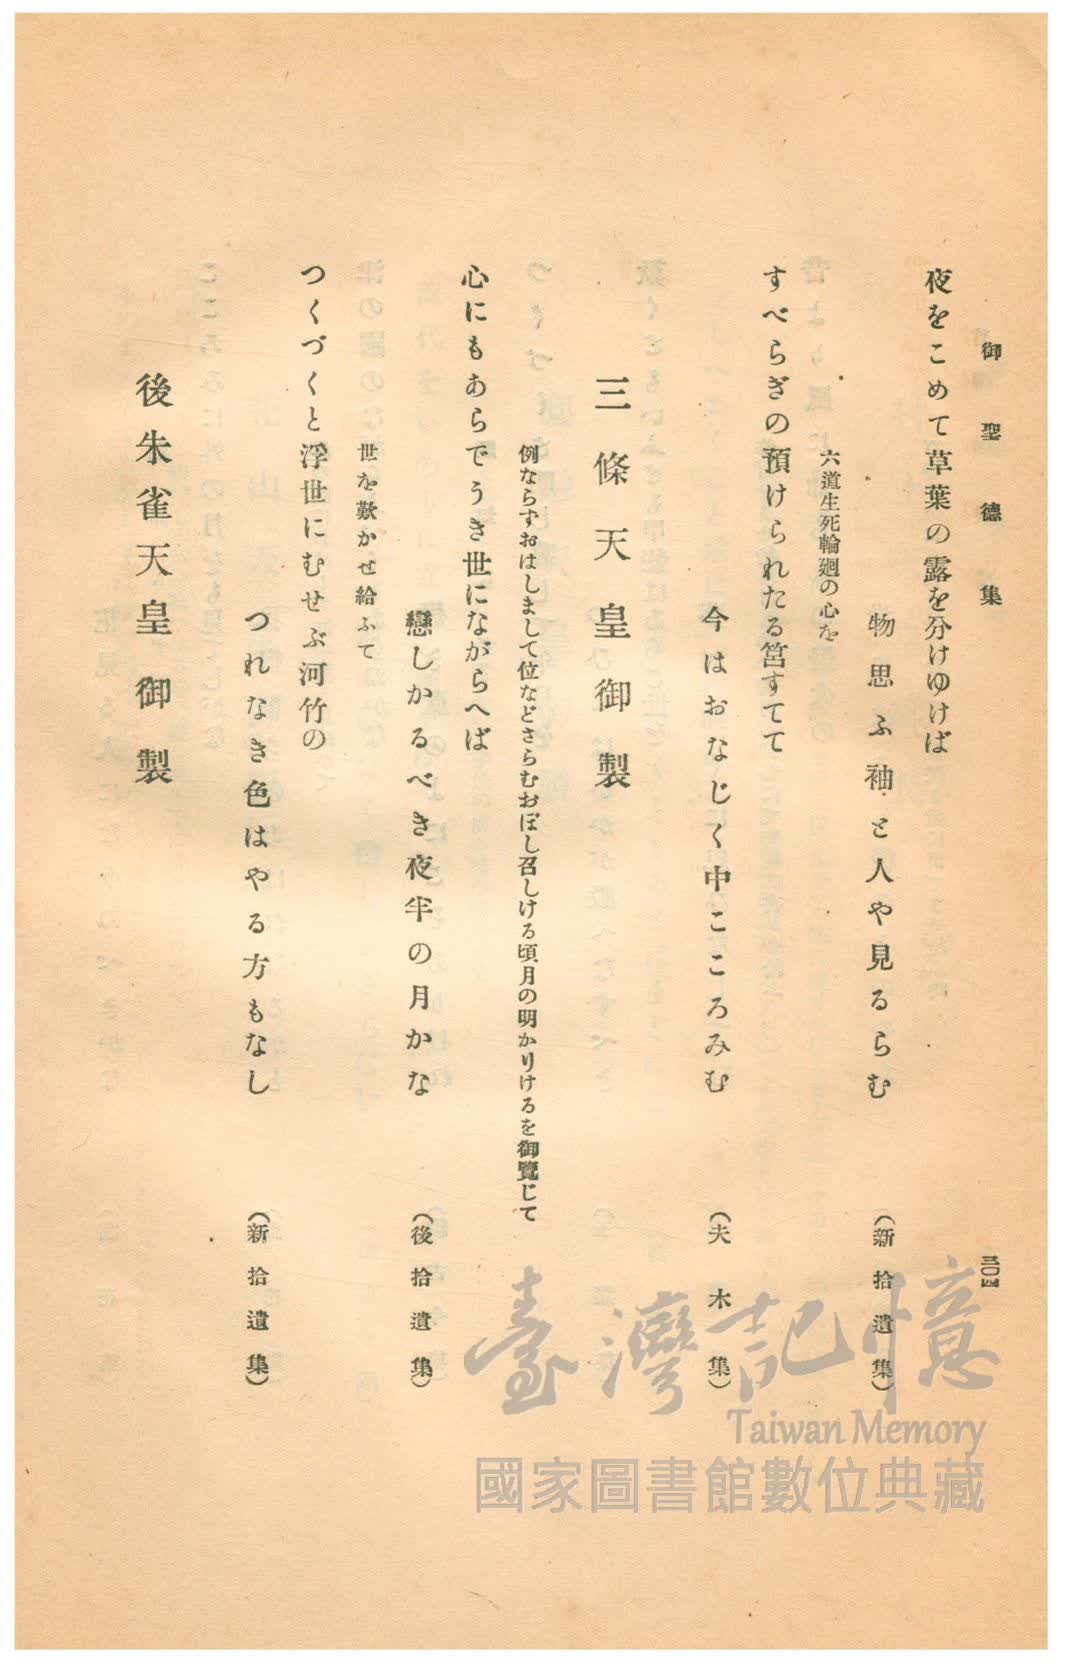 御聖德集
夜をこめて草葉の露を分けゆけば
物思ふ袖と人や見るらむ
(新拾遺集)
六道生死輪廻の心を
すべらぎの預けられたる筥すてて
今はおなじく中こころみむ
(夫木集)
三條天皇御製
例ならずおはしまして位などさらむおぼし召しける頃月の明かりけるを御覽じて
心にもあらでうき世にながらへば
戀しかるべき夜半の月かな
(後拾遺集)
世を歎かせ給ふて
つくづくと浮世にむせぶ河竹の
つれなき色はやる方もなし
(新拾遺集)
後朱雀天皇御製
臺灣記憶
Taiwan Memory
國家圖書館數位典藏